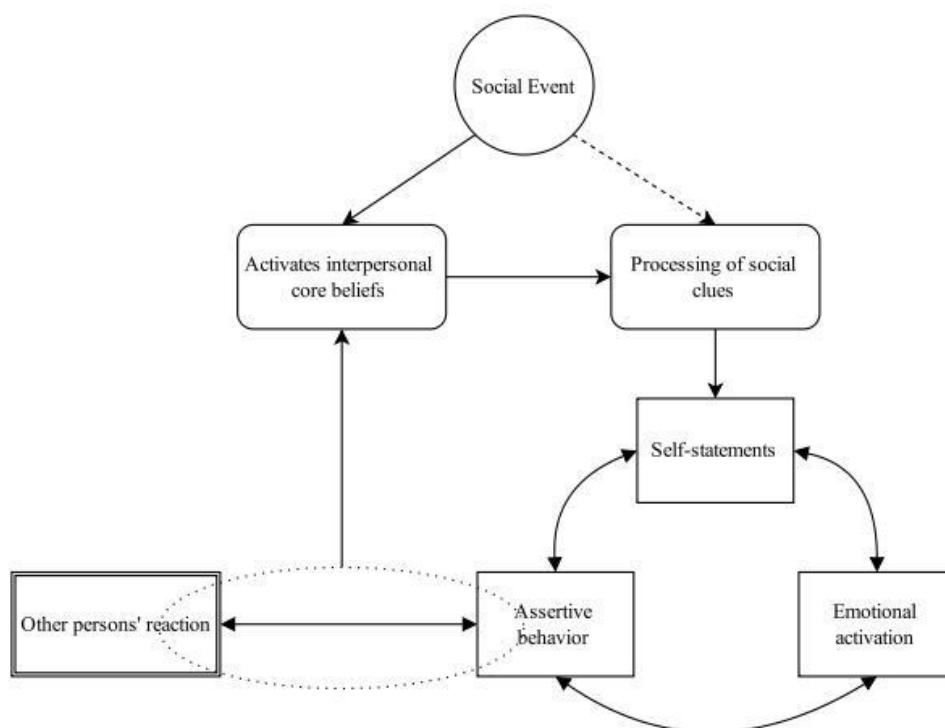 Social Event
Activates interpersonal
core beliefs
Processing of social
clues
Self-statements
Other persons' reaction
Assertive
behavior
Emotional
activation